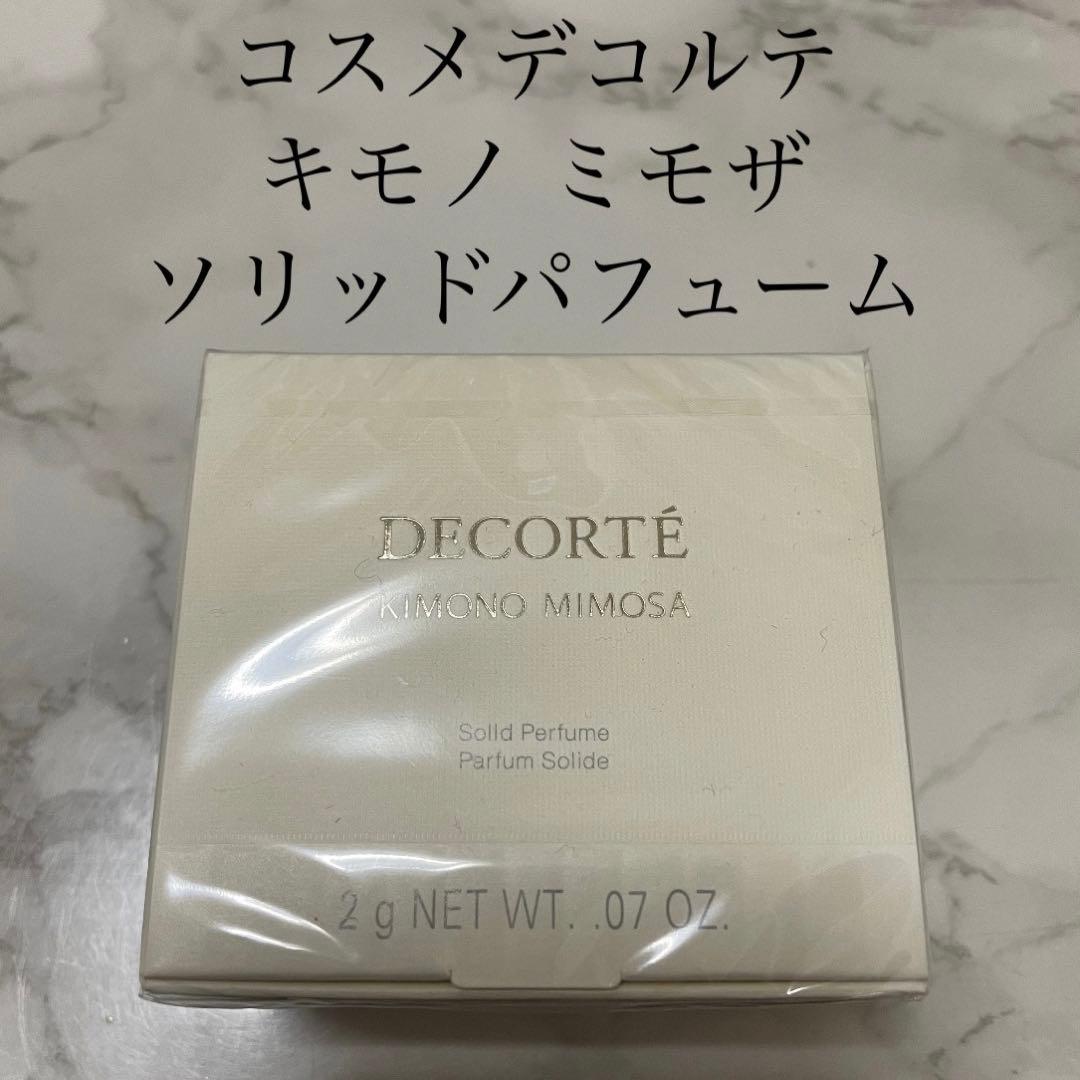 コスメデコルテ
キモノ ミモザ
ソリッドパフューム
DECORTÉ
KIMONO MIMOSA
Solid Perfume
Parfum Solide
2 g NET WT. .07 OZ.